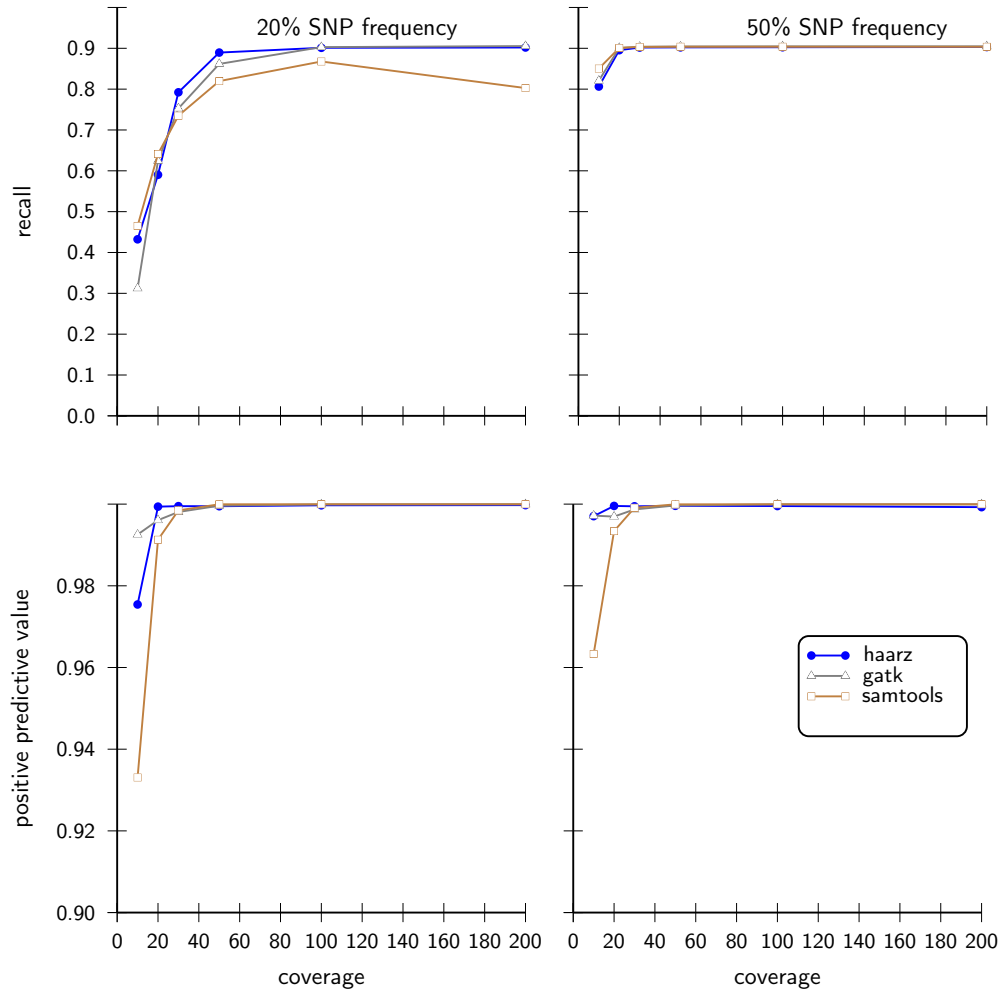 20% SNP frequency
50% SNP frequency
recall
0.9
0.8
0.7
0.6
0.5
0.4
0.3
0.2
0.1
0.0
positive predictive value
0.98
0.96
0.94
0.92
0.90
haarz
gatk
samtools
0 20 40 60 80 100 120 140 160 180 200
0 20 40 60 80 100 120 140 160 180 200
coverage
coverage